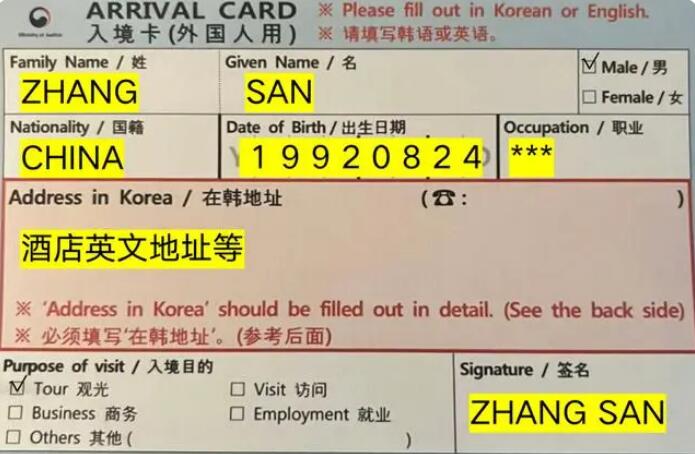 ARRIVAL CARD ※ Please fill out in Korean or English.
入境卡(外国人用) ※ 请填写韩语或英语。
Ministry of Justice
Family Name / 姓 Given Name / 名 Male / 男
ZHANG SAN Female / 女
Nationality / 国籍 Date of Birth / 出生日期 Occupation / 职业
CHINA 19920824 ***
Address in Korea / 在韩地址 (☎: )
酒店英文地址等
※ 'Address in Korea' should be filled out in detail. (See the back side)
※ 必须填写'在韩地址'。(参考后面)
Purpose of visit / 入境目的 Signature / 签名
Tour 观光 Visit 访问
Business 商务 Employment 就业 ZHANG SAN
Others 其他 ( )